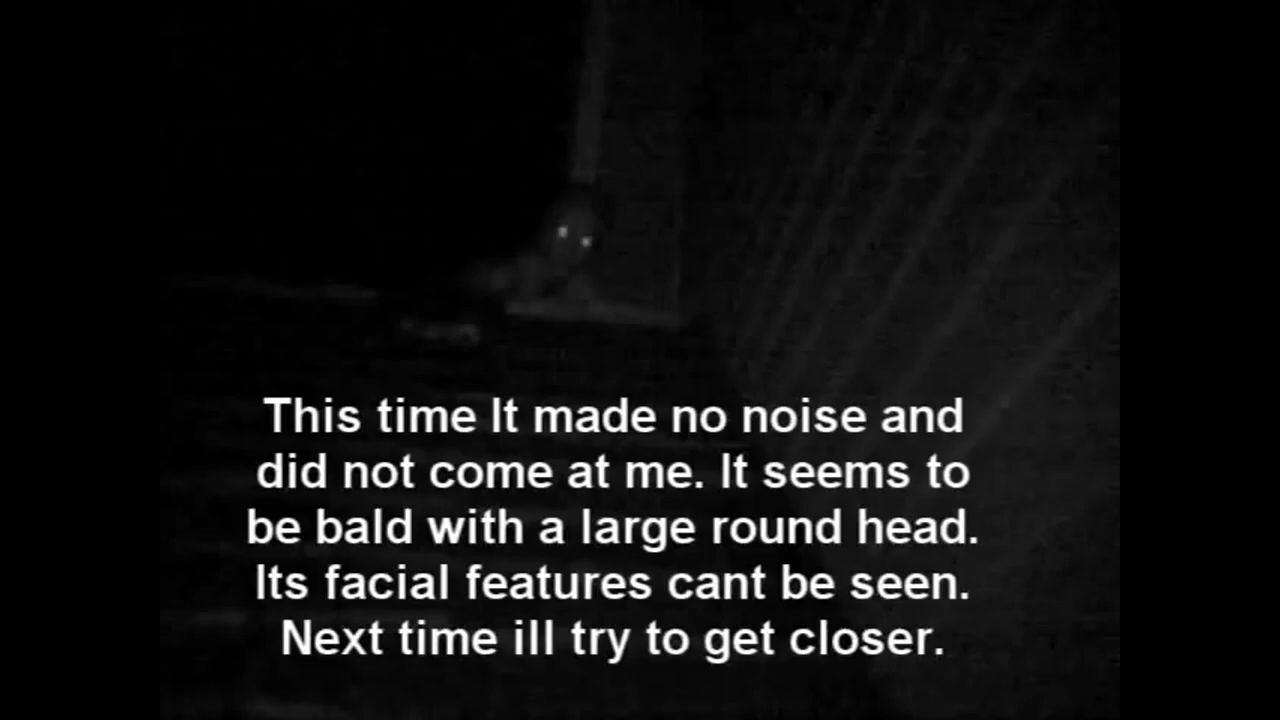 This time It made no noise and
did not come at me. It seems to
be bald with a large round head.
Its facial features cant be seen.
Next time ill try to get closer.